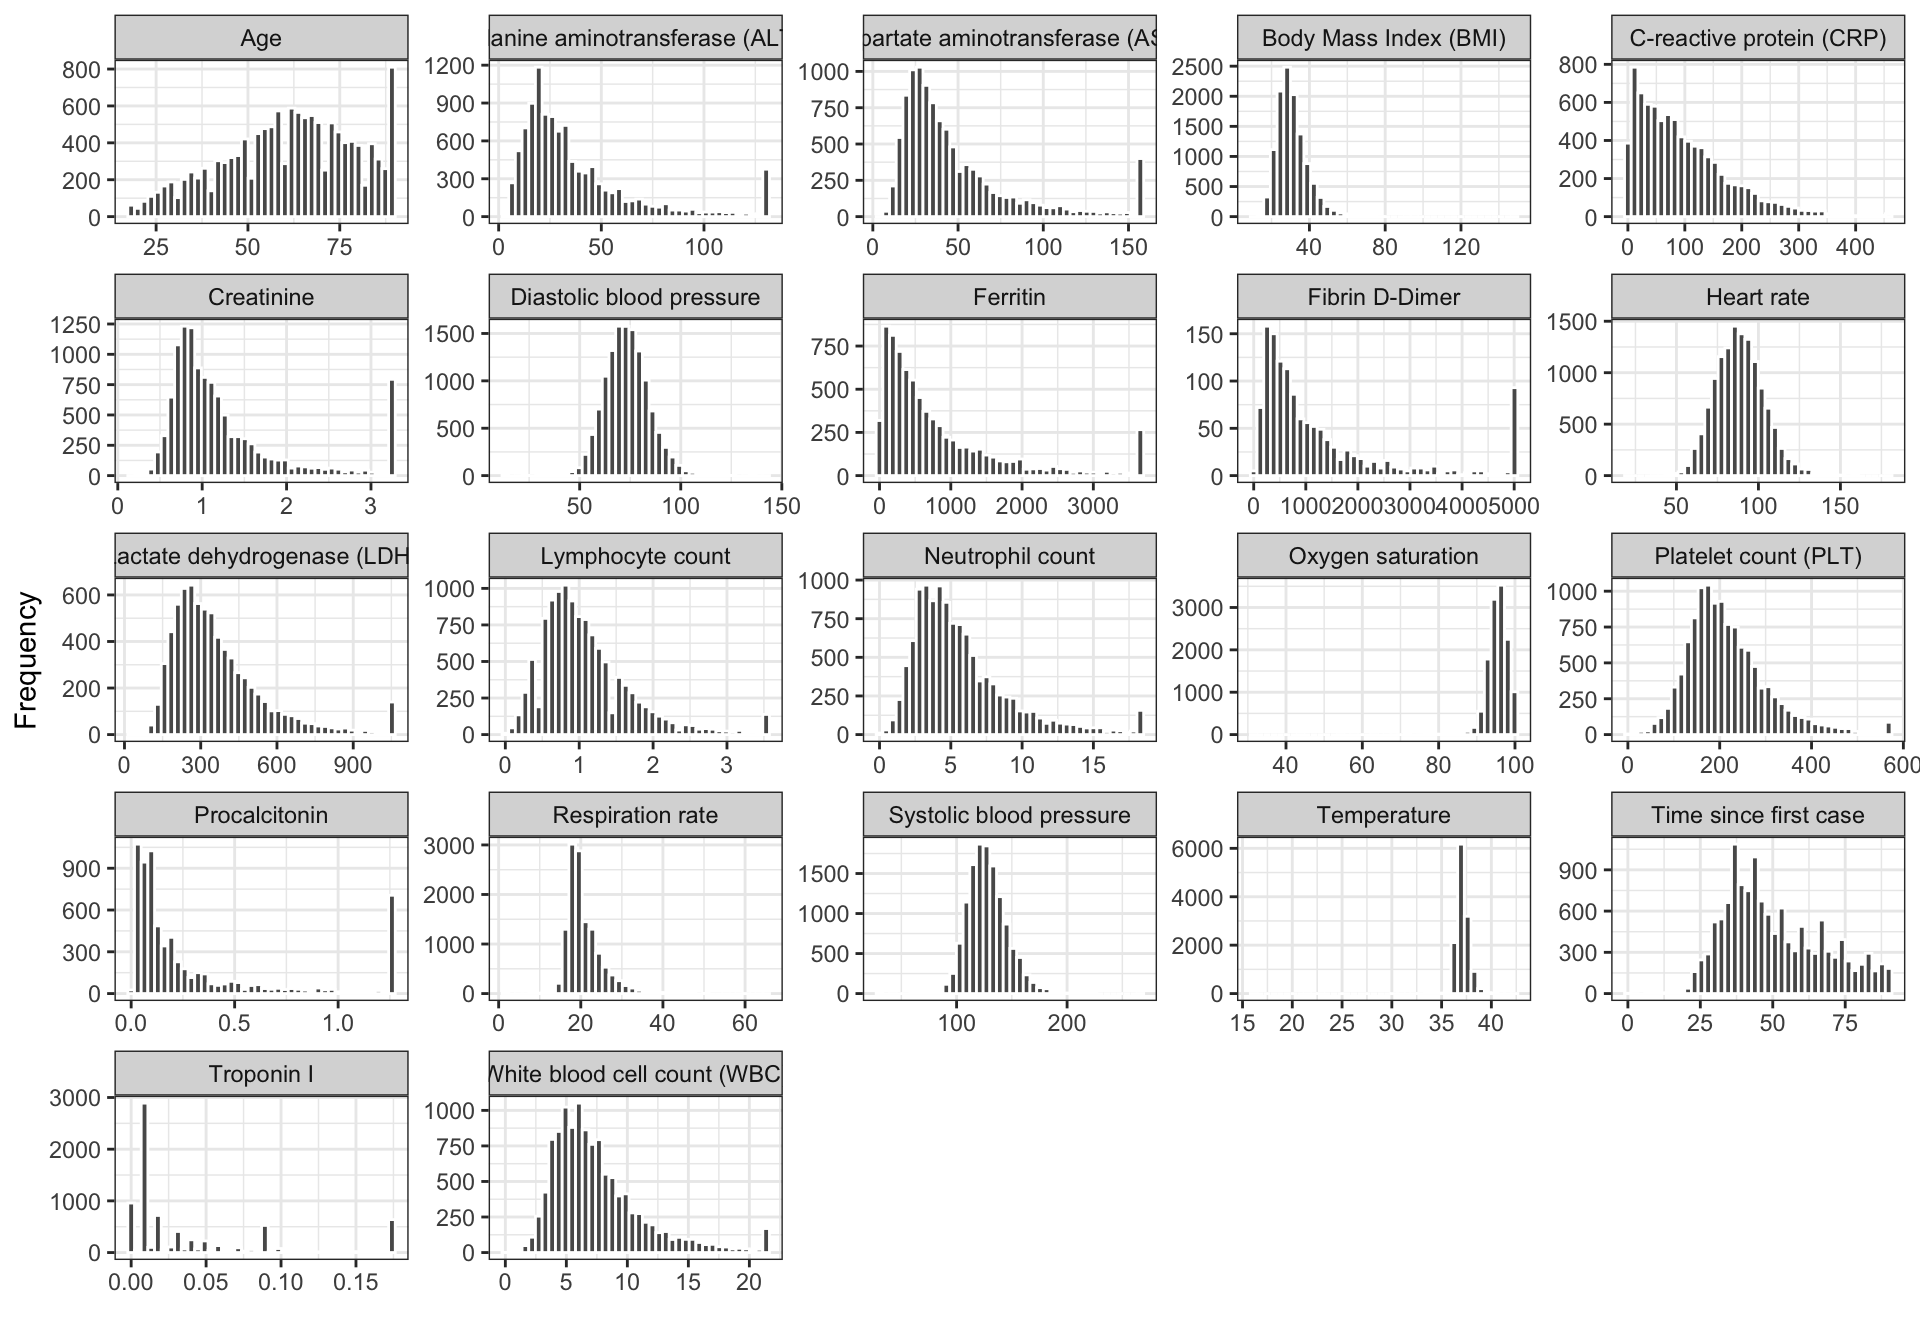 Age
anine aminotransferase (AL
partate aminotransferase (AS
Body Mass Index (BMI)
C-reactive protein (CRP)
800
600
400
200
0
25 50 75
1200
900
600
300
0
0 50 100
1000
750
500
250
0
0 50 100 150
2500
2000
1500
1000
500
0
40 80 120
800
600
400
200
0
0 100 200 300 400
Creatinine
Diastolic blood pressure
Ferritin
Fibrin D-Dimer
Heart rate
1250
1000
750
500
250
0
0 1 2 3
1500
1000
500
0
50 100 150
750
500
250
0
0 1000 2000 3000
150
100
50
0
0 1000 2000 3000 4000 5000
1500
1000
500
0
50 100 150
Frequency
actate dehydrogenase (LDH
Lymphocyte count
Neutrophil count
Oxygen saturation
Platelet count (PLT)
600
400
200
0
0 300 600 900
1000
750
500
250
0
0 1 2 3
1000
750
500
250
0
0 5 10 15
3000
2000
1000
0
40 60 80 100
1000
750
500
250
0
0 200 400 600
Procalcitonin
Respiration rate
Systolic blood pressure
Temperature
Time since first case
900
600
300
0
0.0 0.5 1.0
3000
2000
1000
0
0 20 40 60
1500
1000
500
0
100 200
6000
4000
2000
0
15 20 25 30 35 40
900
600
300
0
0 25 50 75
Troponin I
White blood cell count (WBC
3000
2000
1000
0
0.00 0.05 0.10 0.15
1000
750
500
250
0
0 5 10 15 20